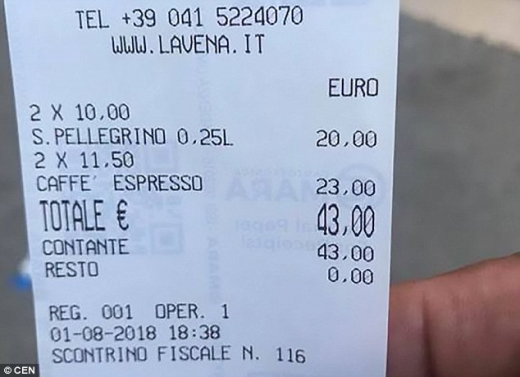 TEL +39 041 5224070
WWW.LAVENA.IT
EURO
2 X 10,00
S.PELLEGRINO 0,25L 20,00
2 X 11,50
CAFFE' ESPRESSO 23,00
TOTALE € 43,00
CONTANTE 43,00
RESTO 0,00
REG. 001 OPER. 1
01-08-2018 18:38
SCONTRINO FISCALE N. 116
© CEN